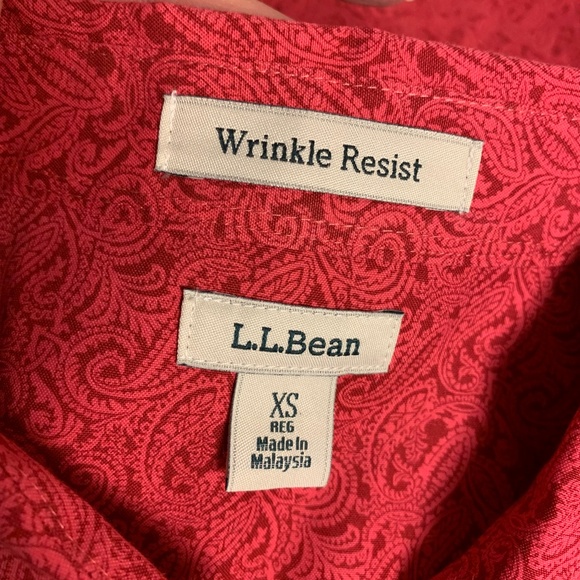 Wrinkle Resist
L.L.Bean
XS
REG
Made In
Malaysia